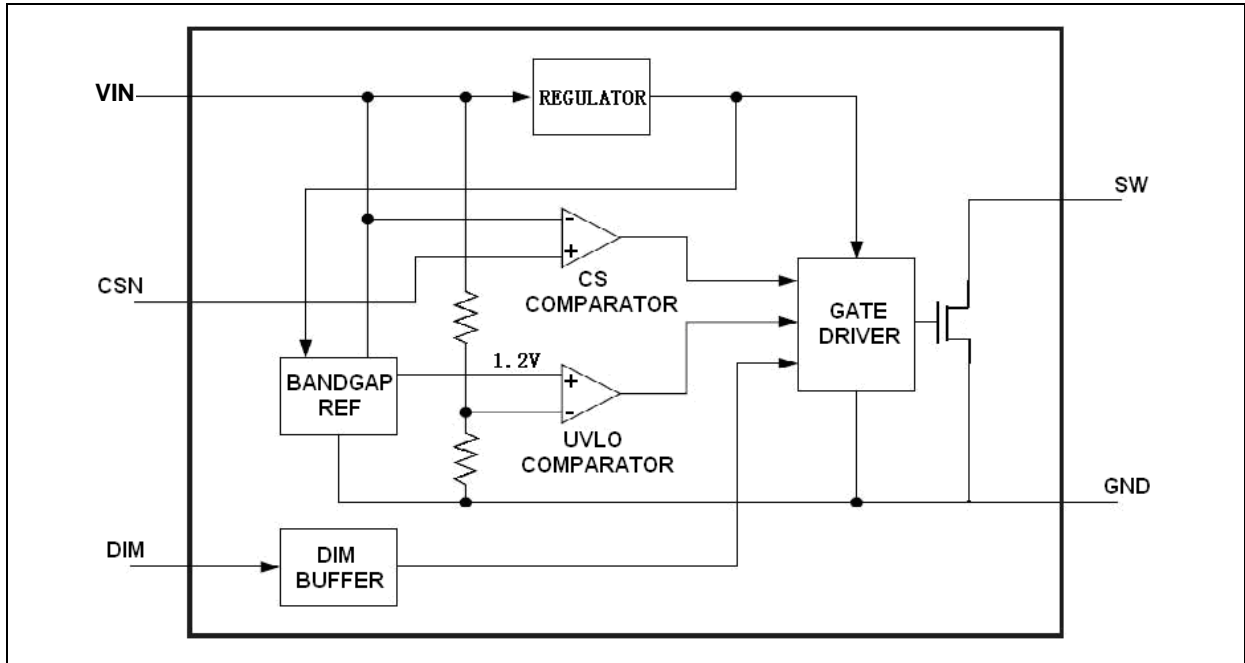 VIN
REGULATOR
SW
-
+
CSN
CS
COMPARATOR
GATE
DRIVER
1.2V
BANDGAP
REF
+
-
UVLO
COMPARATOR
GND
DIM
DIM
BUFFER